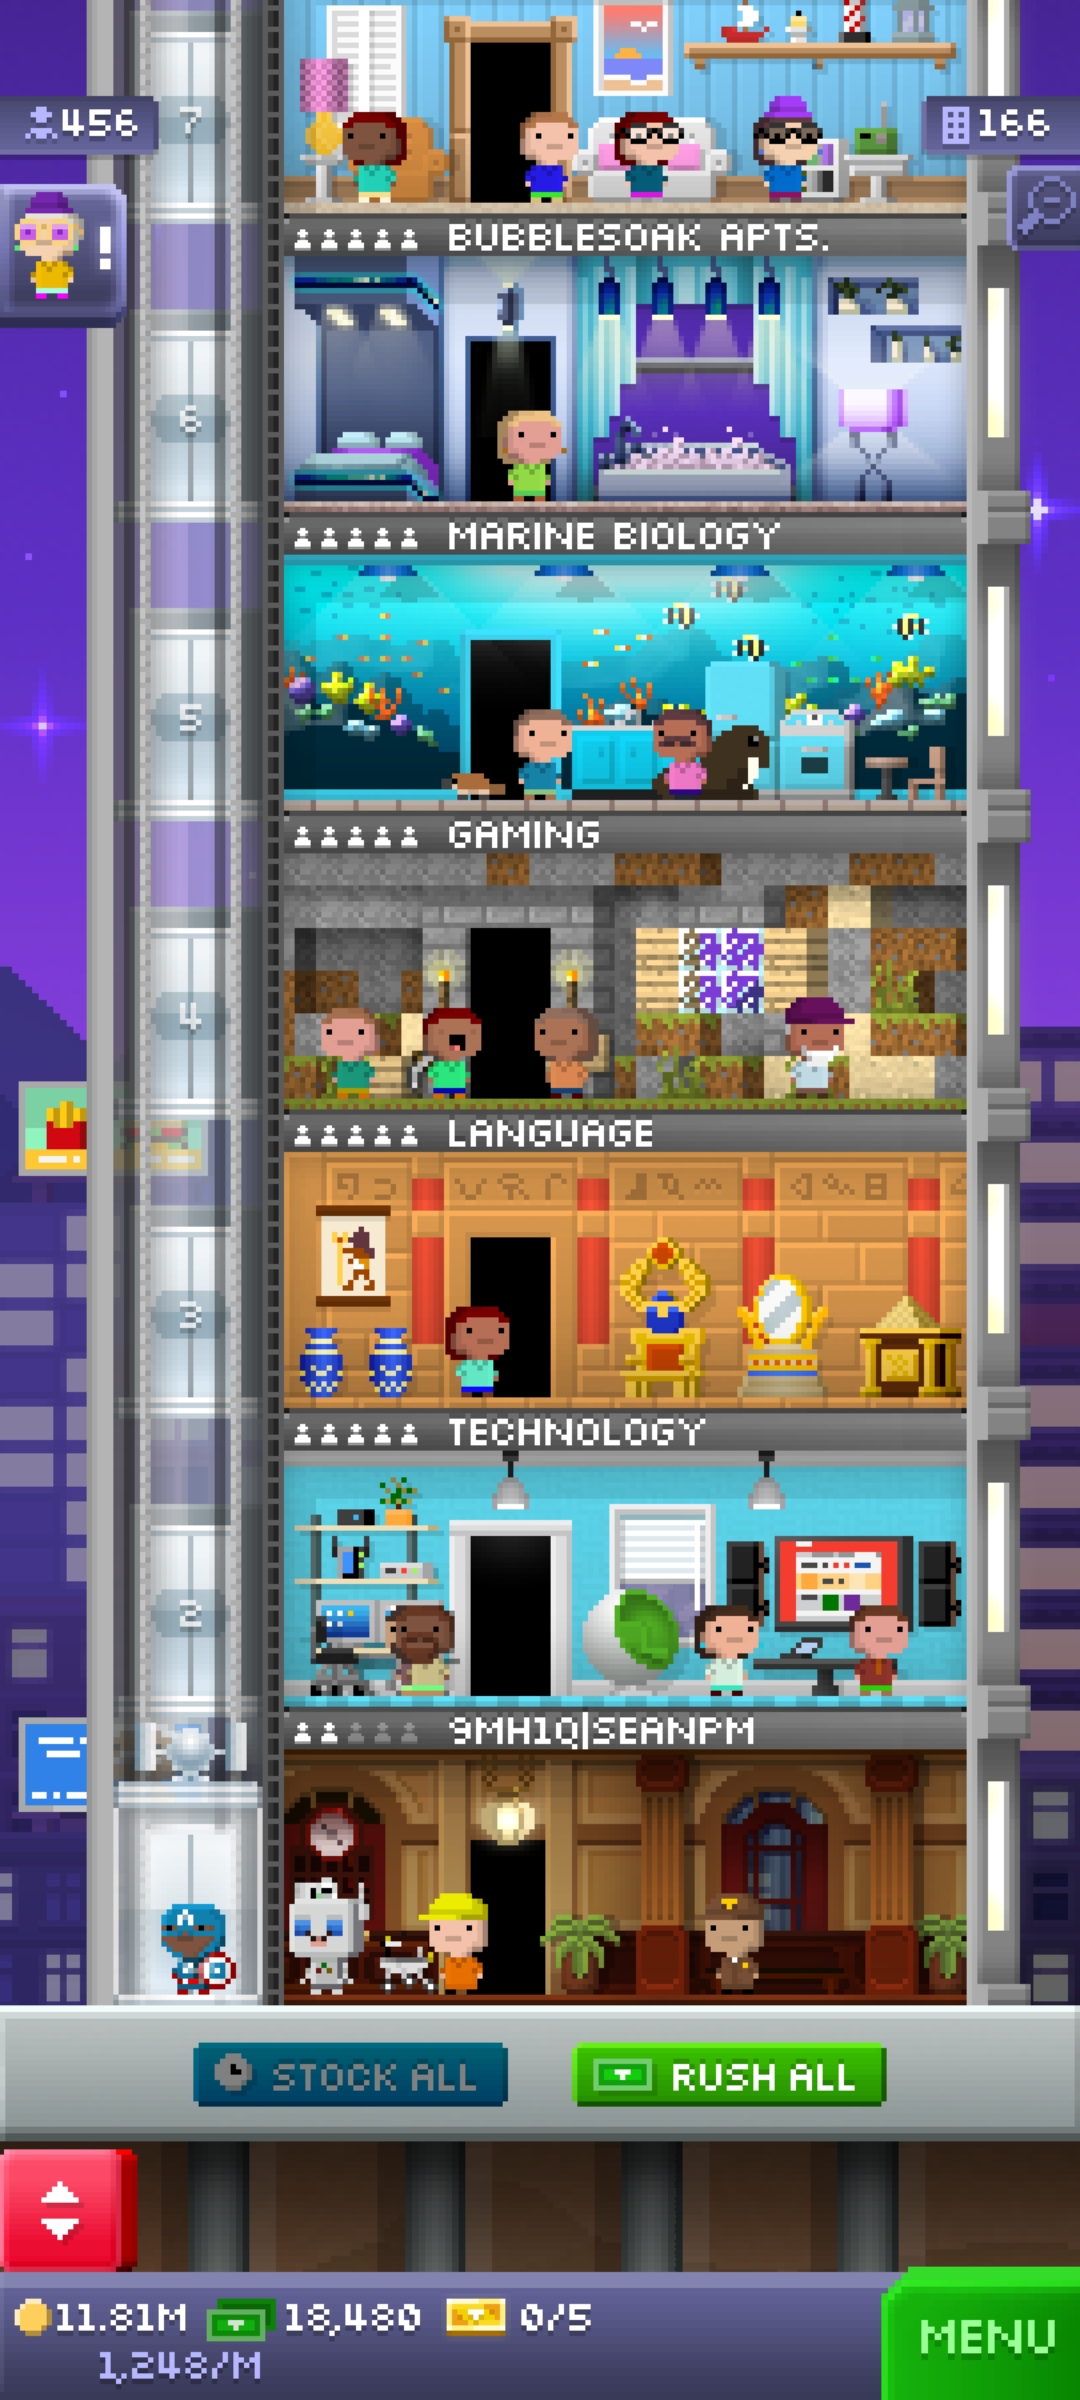 7
456
166
!
BUBBLESOAK APTS.
6
MARINE BIOLOGY
5
GAMING
4
LANGUAGE
3
TECHNOLOGY
2
9MH1Q|SEANPM
STOCK ALL
RUSH ALL
11.81M
18,480
0/5
1,248/M
MENU